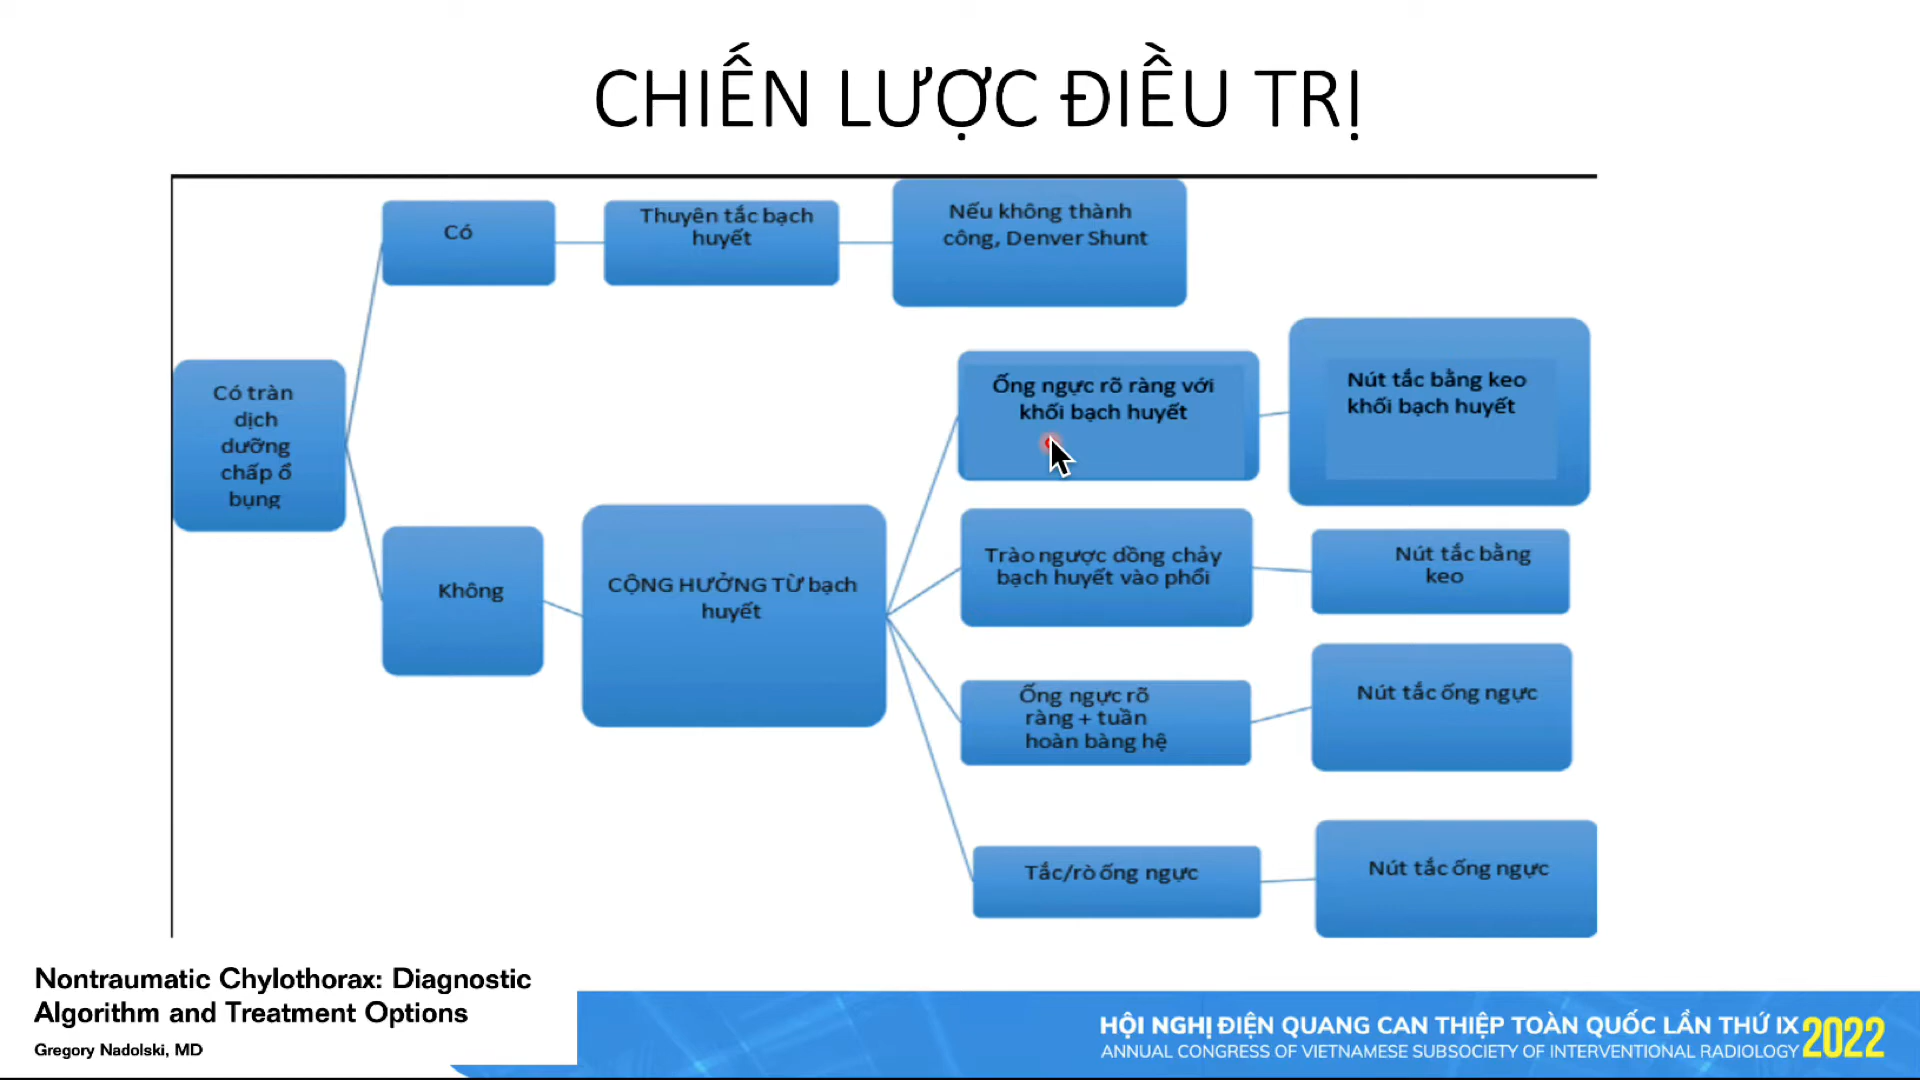 CHIẾN LƯỢC ĐIỀU TRỊ
Có
Thuyên tắc bạch
huyết
Nếu không thành
công, Denver Shunt
Có tràn
dịch
dưỡng
chấp ổ
bụng
Không
CỘNG HƯỞNG TỪ bạch
huyết
Ống ngực rõ ràng với
khối bạch huyết
Nút tắc bằng keo
khối bạch huyết
Trào ngược dồng chảy
bạch huyết vào phổi
Nút tắc bằng
keo
Ống ngực rõ
ràng + tuần
hoàn bàng hệ
Nút tắc ống ngực
Tắc/rò ống ngực
Nút tắc ống ngực
Nontraumatic Chylothorax: Diagnostic
Algorithm and Treatment Options
Gregory Nadolski, MD
HỘI NGHỊ ĐIỆN QUANG CAN THIỆP TOÀN QUỐC LẦN THỨ IX 2022
ANNUAL CONGRESS OF VIETNAMESE SUBSOCIETY OF INTERVENTIONAL RADIOLOGY